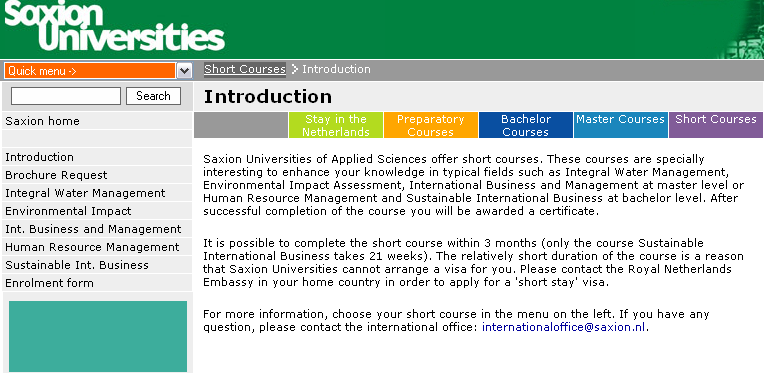 Saxion
Universities
Quick menu ->
Short Courses > Introduction
Search
Introduction
Saxion home
Stay in the
Netherlands
Preparatory
Courses
Bachelor
Courses
Master Courses
Short Courses
Introduction
Brochure Request
Integral Water Management
Environmental Impact
Int. Business and Management
Human Resource Management
Sustainable Int. Business
Enrolment form
Saxion Universities of Applied Sciences offer short courses. These courses are specially
interesting to enhance your knowledge in typical fields such as Integral Water Management,
Environmental Impact Assessment, International Business and Management at master level or
Human Resource Management and Sustainable International Business at bachelor level. After
successful completion of the course you will be awarded a certificate.
It is possible to complete the short course within 3 months (only the course Sustainable
International Business takes 21 weeks). The relatively short duration of the course is a reason
that Saxion Universities cannot arrange a visa for you. Please contact the Royal Netherlands
Embassy in your home country in order to apply for a 'short stay' visa.
For more information, choose your short course in the menu on the left. If you have any
question, please contact the international office: internationaloffice@saxion.nl.